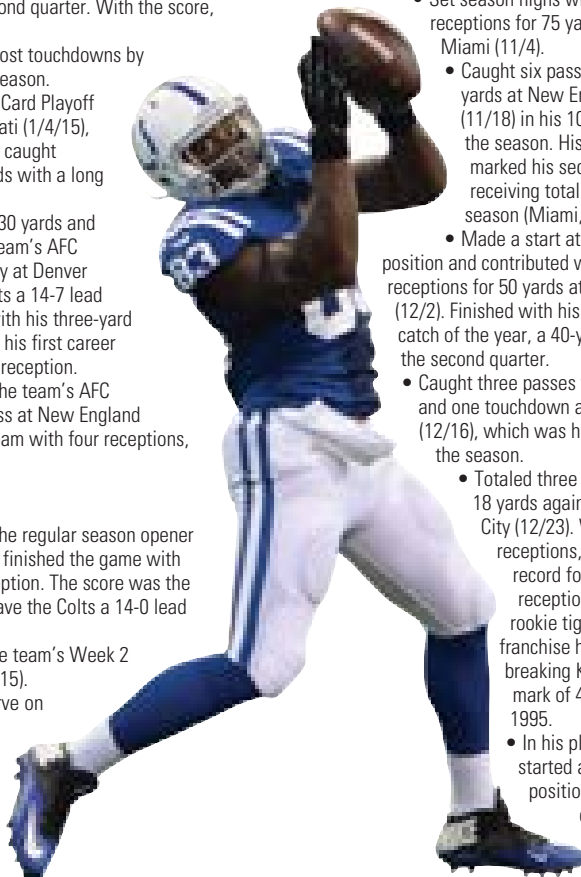 ond quarter. With the score,
ost touchdowns by
eason.
Card Playoff
ati (1/4/15),
caught
ds with a long
30 yards and
eam's AFC
y at Denver
ts a 14-7 lead
ith his three-yard
his first career
reception.
he team's AFC
ss at New England
eam with four receptions,
he regular season opener
finished the game with
ption. The score was the
ave the Colts a 14-0 lead
e team's Week 2
15).
rve on
83
• Set season highs w
receptions for 75 ya
Miami (11/4).
• Caught six pass
yards at New En
(11/18) in his 10
the season. His
marked his sec
receiving total
season (Miami,
• Made a start at
position and contributed v
receptions for 50 yards at
(12/2). Finished with his
catch of the year, a 40-y
the second quarter.
• Caught three passes
and one touchdown a
(12/16), which was h
the season.
• Totaled three
18 yards again
City (12/23). V
receptions,
record fo
receptio
rookie tig
franchise h
breaking K
mark of 4
1995.
• In his pl
started a
positio